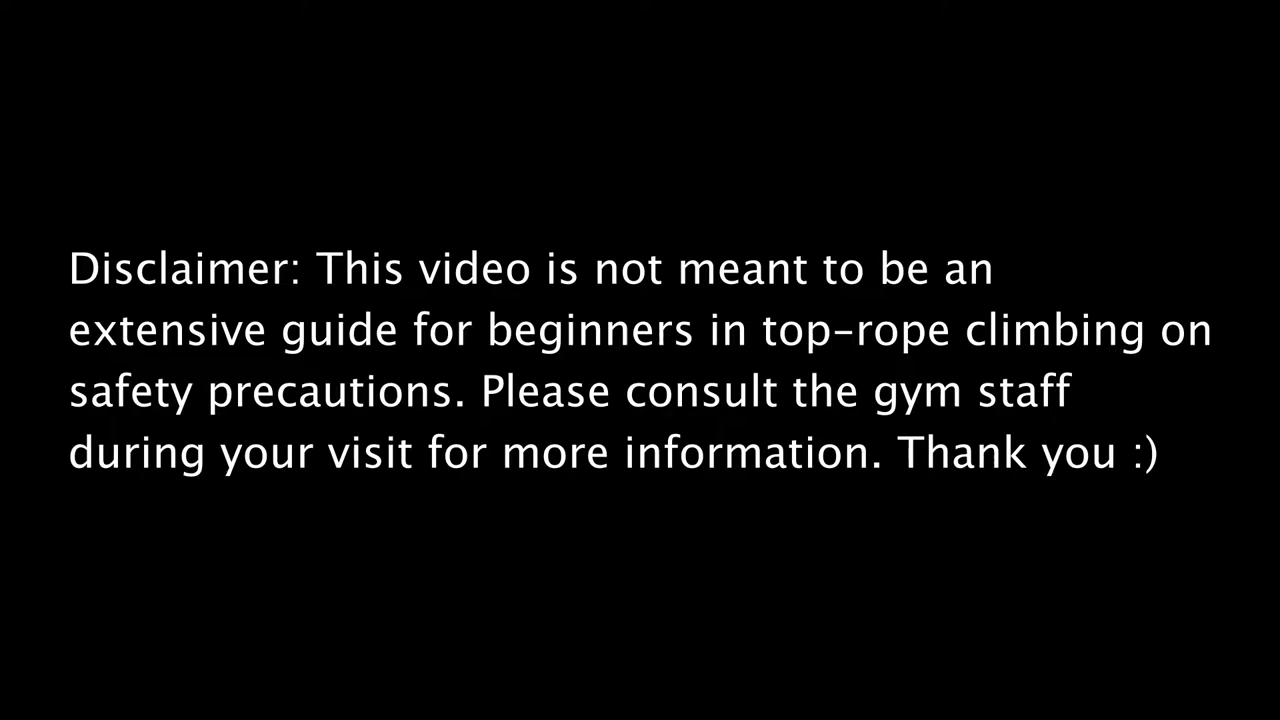 Disclaimer: This video is not meant to be an
extensive guide for beginners in top-rope climbing on
safety precautions. Please consult the gym staff
during your visit for more information. Thank you :)